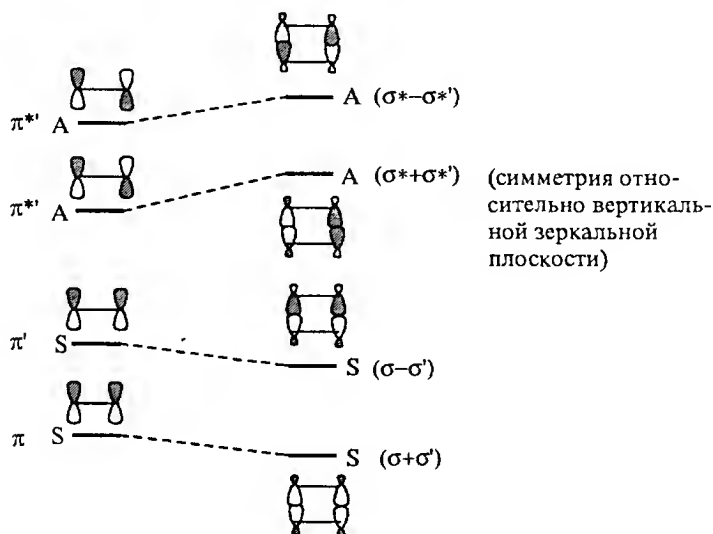 π*' A
A (σ*−σ*')
π*' A
A (σ*+σ*')
(симметрия отно-
сительно вертикаль-
ной зеркальной
плоскости)
π' S
S (σ−σ')
π S
S (σ+σ')